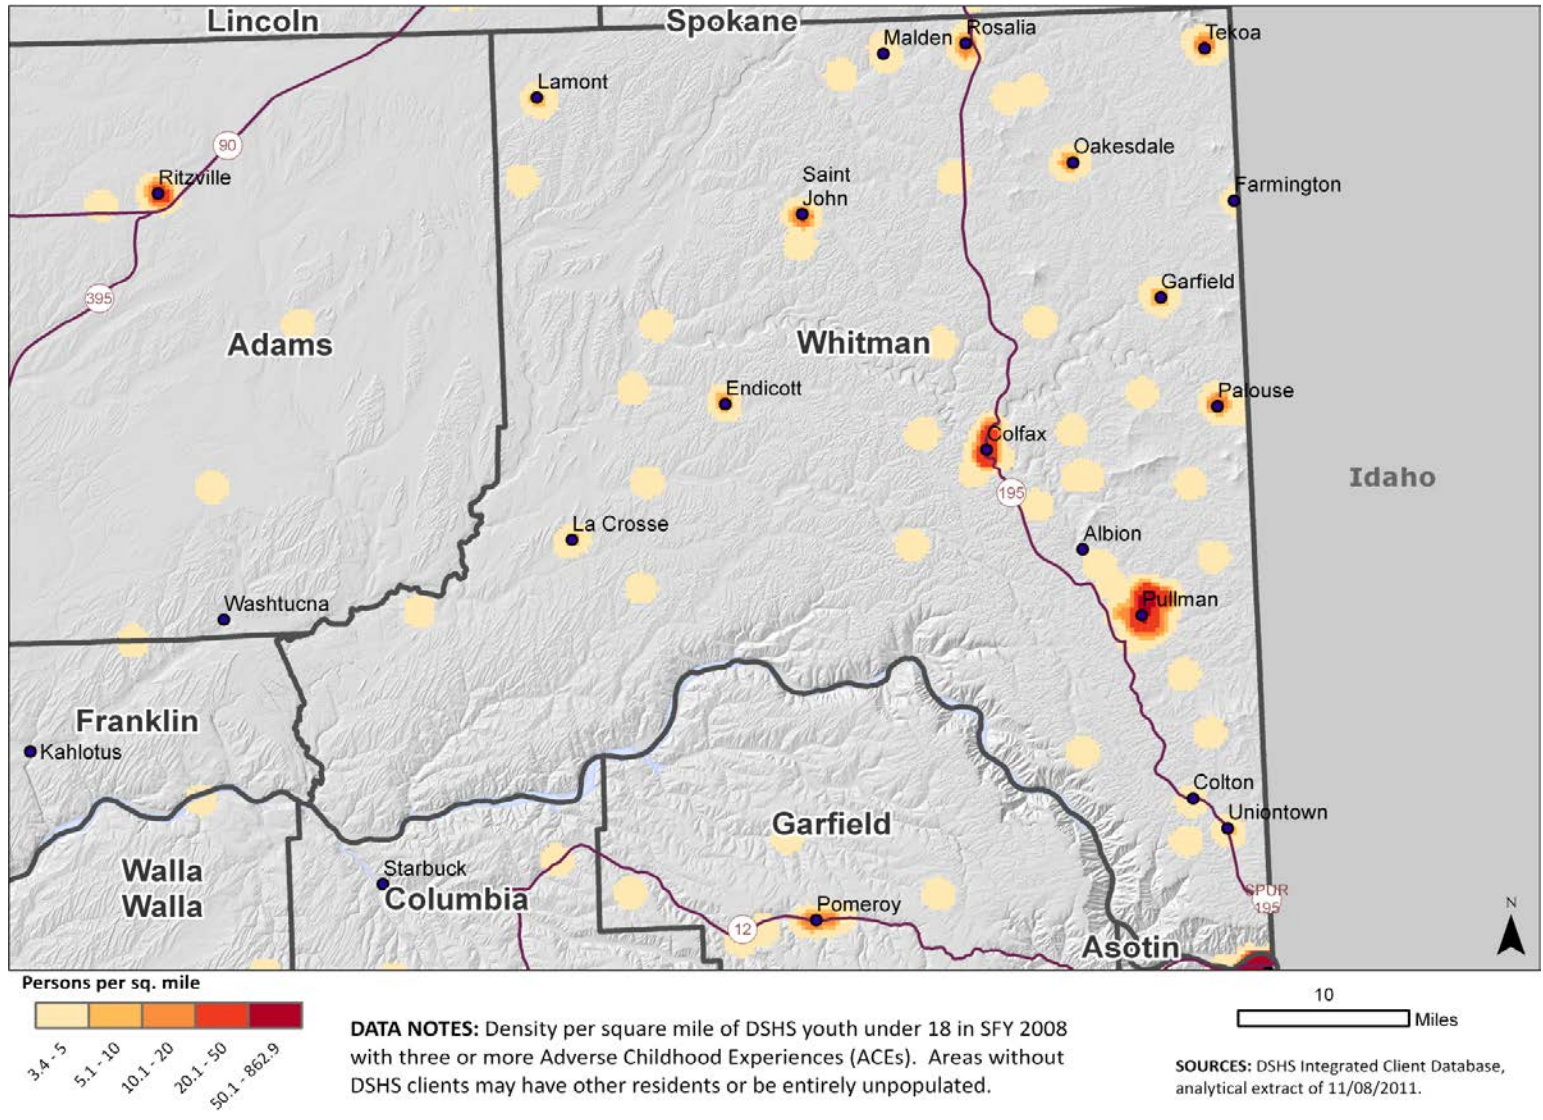 Lincoln
Spokane
Malden
Rosalia
Tekoa
Lamont
90
Oakesdale
Ritzville
Saint
John
Farmington
395
Garfield
Adams
Whitman
Endicott
Palouse
Colfax
Idaho
195
La Crosse
Albion
Washtucna
Pullman
Franklin
Kahlotus
Colton
Uniontown
Garfield
Walla
Walla
Starbuck
Columbia
SPUR
195
Pomeroy
12
Asotin
N
Persons per sq. mile
3.4 - 5
5.1 - 10
10.1 - 20
20.1 - 50
50.1 - 862.9
DATA NOTES: Density per square mile of DSHS youth under 18 in SFY 2008
with three or more Adverse Childhood Experiences (ACEs).  Areas without
DSHS clients may have other residents or be entirely unpopulated.
10
Miles
SOURCES: DSHS Integrated Client Database,
analytical extract of 11/08/2011.